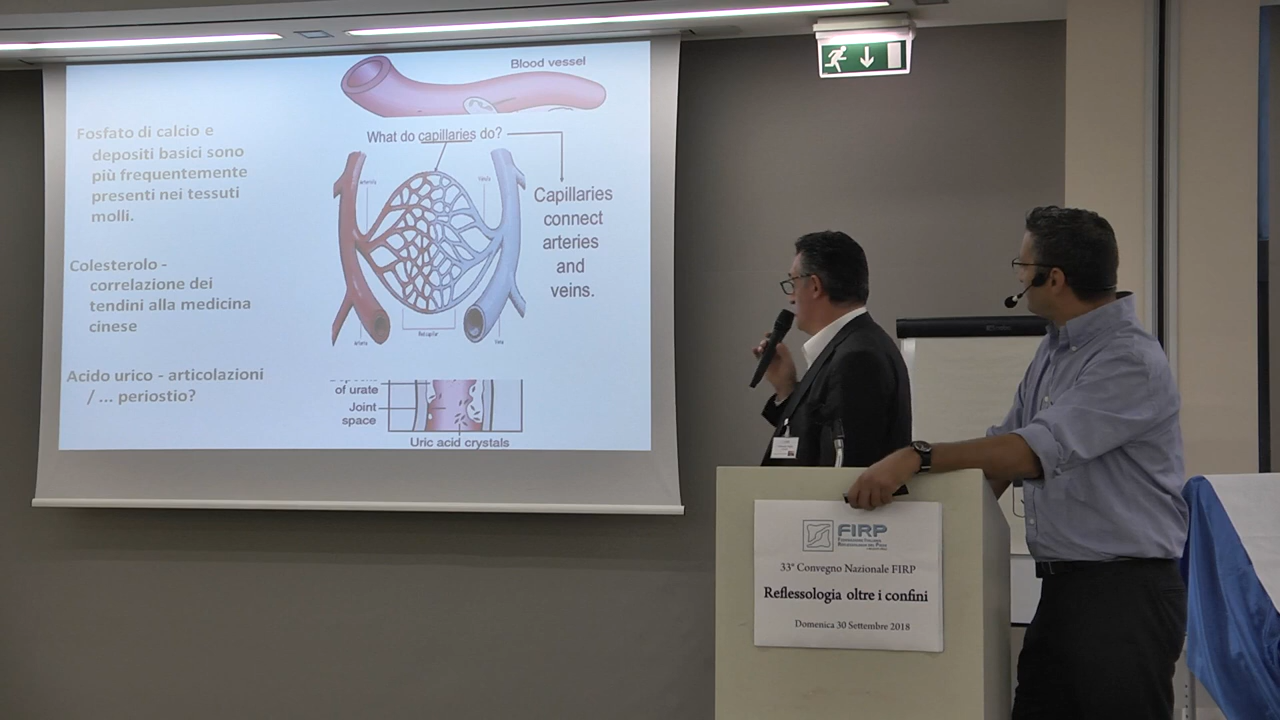 Blood vessel
Fosfato di calcio e
depositi basici sono
più frequentemente
presenti nei tessuti
molli.
Colesterolo -
correlazione dei
tendini alla medicina
cinese
Acido urico - articolazioni
/ ... periostio?
What do capillaries do?
Capillaries
connect
arteries
and
veins.
of urate
Joint
space
Uric acid crystals
FIRP
33° Convegno Nazionale FIRP
Reflessologia oltre i confini
Domenica 30 Settembre 2018